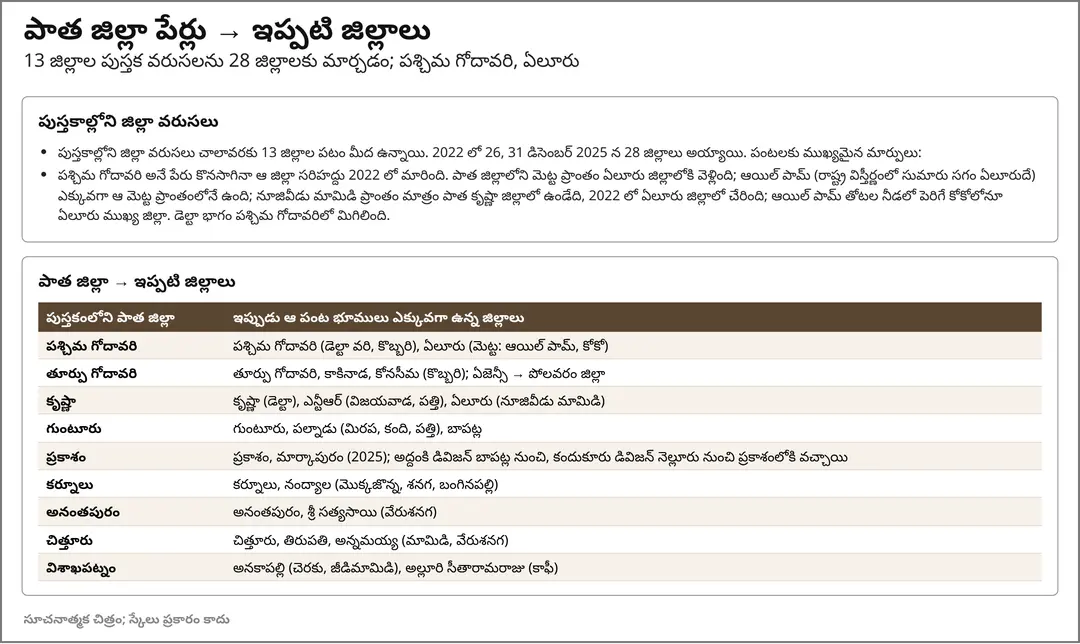 పాత జిల్లా పేర్లు → ఇప్పటి జిల్లాలు
13 జిల్లాల పుస్తక వరుసలను 28 జిల్లాలకు మార్చడం; పశ్చిమ గోదావరి, ఏలూరు
పుస్తకాల్లోని జిల్లా వరుసలు
• పుస్తకాల్లోని జిల్లా వరుసలు చాలావరకు 13 జిల్లాల పటం మీద ఉన్నాయి. 2022 లో 26, 31 డిసెంబర్ 2025 న 28 జిల్లాలు అయ్యాయి. పంటలకు ముఖ్యమైన మార్పులు:
• పశ్చిమ గోదావరి అనే పేరు కొనసాగినా ఆ జిల్లా సరిహద్దు 2022 లో మారింది. పాత జిల్లాలోని మెట్ట ప్రాంతం ఏలూరు జిల్లాలోకి వెళ్లింది; ఆయిల్ పామ్ (రాష్ట్ర విస్తీర్ణంలో సుమారు సగం ఏలూరుదే)
ఎక్కువగా ఆ మెట్ట ప్రాంతంలోనే ఉంది; నూజివీడు మామిడి ప్రాంతం మాత్రం పాత కృష్ణా జిల్లాలో ఉండేది, 2022 లో ఏలూరు జిల్లాలో చేరింది; ఆయిల్ పామ్ తోటల నీడలో పెరిగే కోకోలోనూ
ఏలూరు ముఖ్య జిల్లా. డెల్టా భాగం పశ్చిమ గోదావరిలో మిగిలింది.
పాత జిల్లా → ఇప్పటి జిల్లాలు
పుస్తకంలోని పాత జిల్లా ఇప్పుడు ఆ పంట భూములు ఎక్కువగా ఉన్న జిల్లాలు
పశ్చిమ గోదావరి పశ్చిమ గోదావరి (డెల్టా వరి, కొబ్బరి), ఏలూరు (మెట్ట: ఆయిల్ పామ్, కోకో)
తూర్పు గోదావరి తూర్పు గోదావరి, కాకినాడ, కోనసీమ (కొబ్బరి); ఏజెన్సీ → పోలవరం జిల్లా
కృష్ణా కృష్ణా (డెల్టా), ఎన్టీఆర్ (విజయవాడ, పత్తి), ఏలూరు (నూజివీడు మామిడి)
గుంటూరు గుంటూరు, పల్నాడు (మిరప, కంది, పత్తి), బాపట్ల
ప్రకాశం ప్రకాశం, మార్కాపురం (2025); అద్దంకి డివిజన్ బాపట్ల నుంచి, కందుకూరు డివిజన్ నెల్లూరు నుంచి ప్రకాశంలోకి వచ్చాయి
కర్నూలు కర్నూలు, నంద్యాల (మొక్కజొన్న, శనగ, బంగినపల్లి)
అనంతపురం అనంతపురం, శ్రీ సత్యసాయి (వేరుశనగ)
చిత్తూరు చిత్తూరు, తిరుపతి, అన్నమయ్య (మామిడి, వేరుశనగ)
విశాఖపట్నం అనకాపల్లి (చెరకు, జీడిమామిడి), అల్లూరి సీతారామరాజు (కాఫీ)
సూచనాత్మక చిత్రం; స్కేలు ప్రకారం కాదు